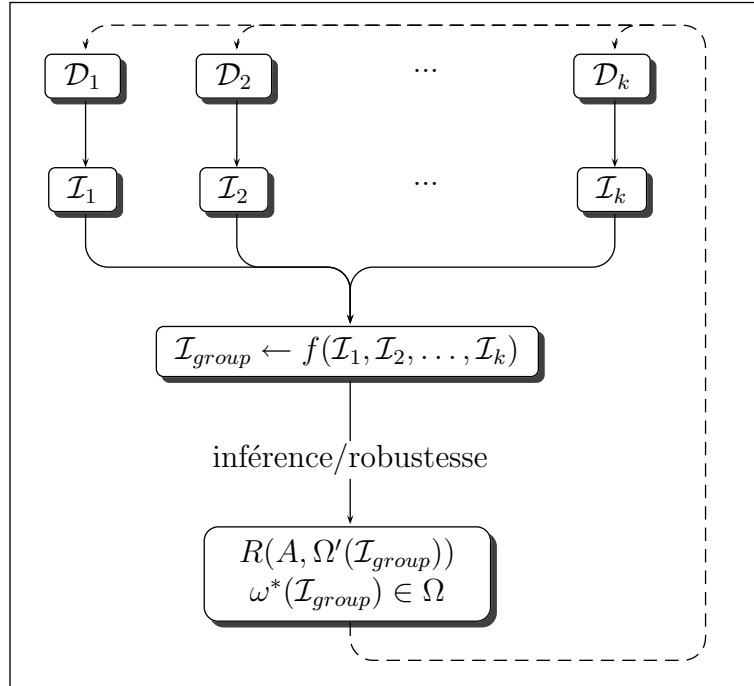 𝒟₁ 𝒟₂ ... 𝒟ₖ
ℐ₁ ℐ₂ ... ℐₖ
ℐ_group ← f(ℐ₁, ℐ₂, . . . , ℐₖ)
inférence/robustesse
R(A, Ω′(ℐ_group))
ω*(ℐ_group) ∈ Ω